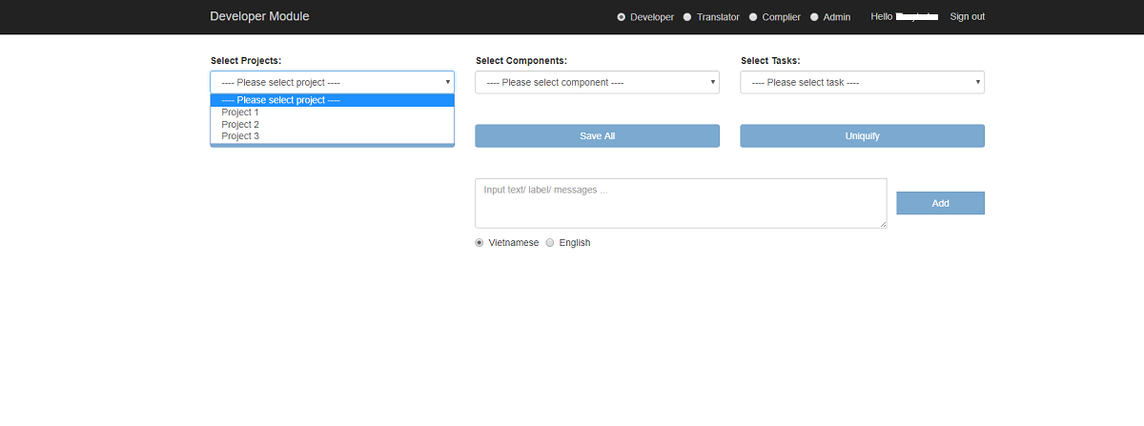 Developer Module
Developer Translator Complier Admin Hello Sign out
Select Projects: Select Components: Select Tasks:
---- Please select project ---- ---- Please select component ---- ---- Please select task ----
---- Please select project ----
Project 1
Project 2
Project 3
Save All Uniquify
Input text/ label/ messages ...
Add
Vietnamese English